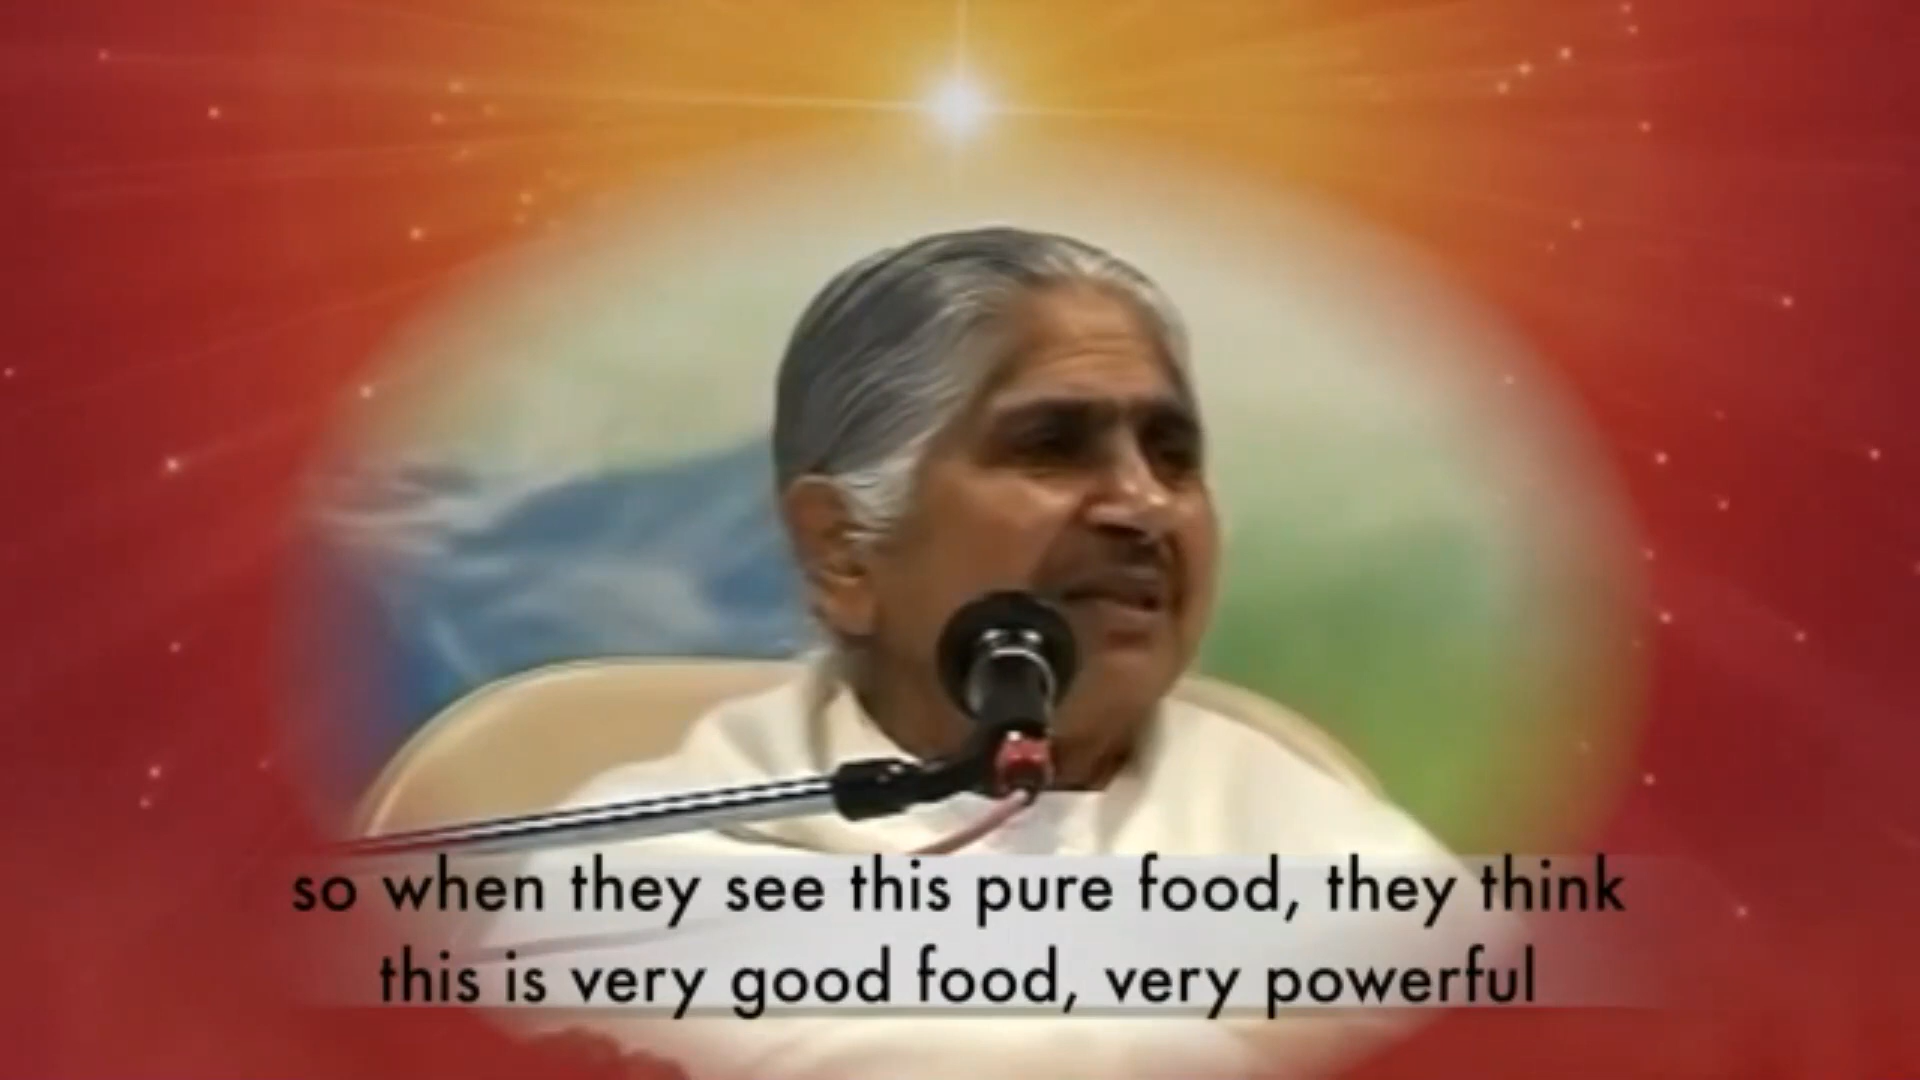 so when they see this pure food, they think
this is very good food, very powerful